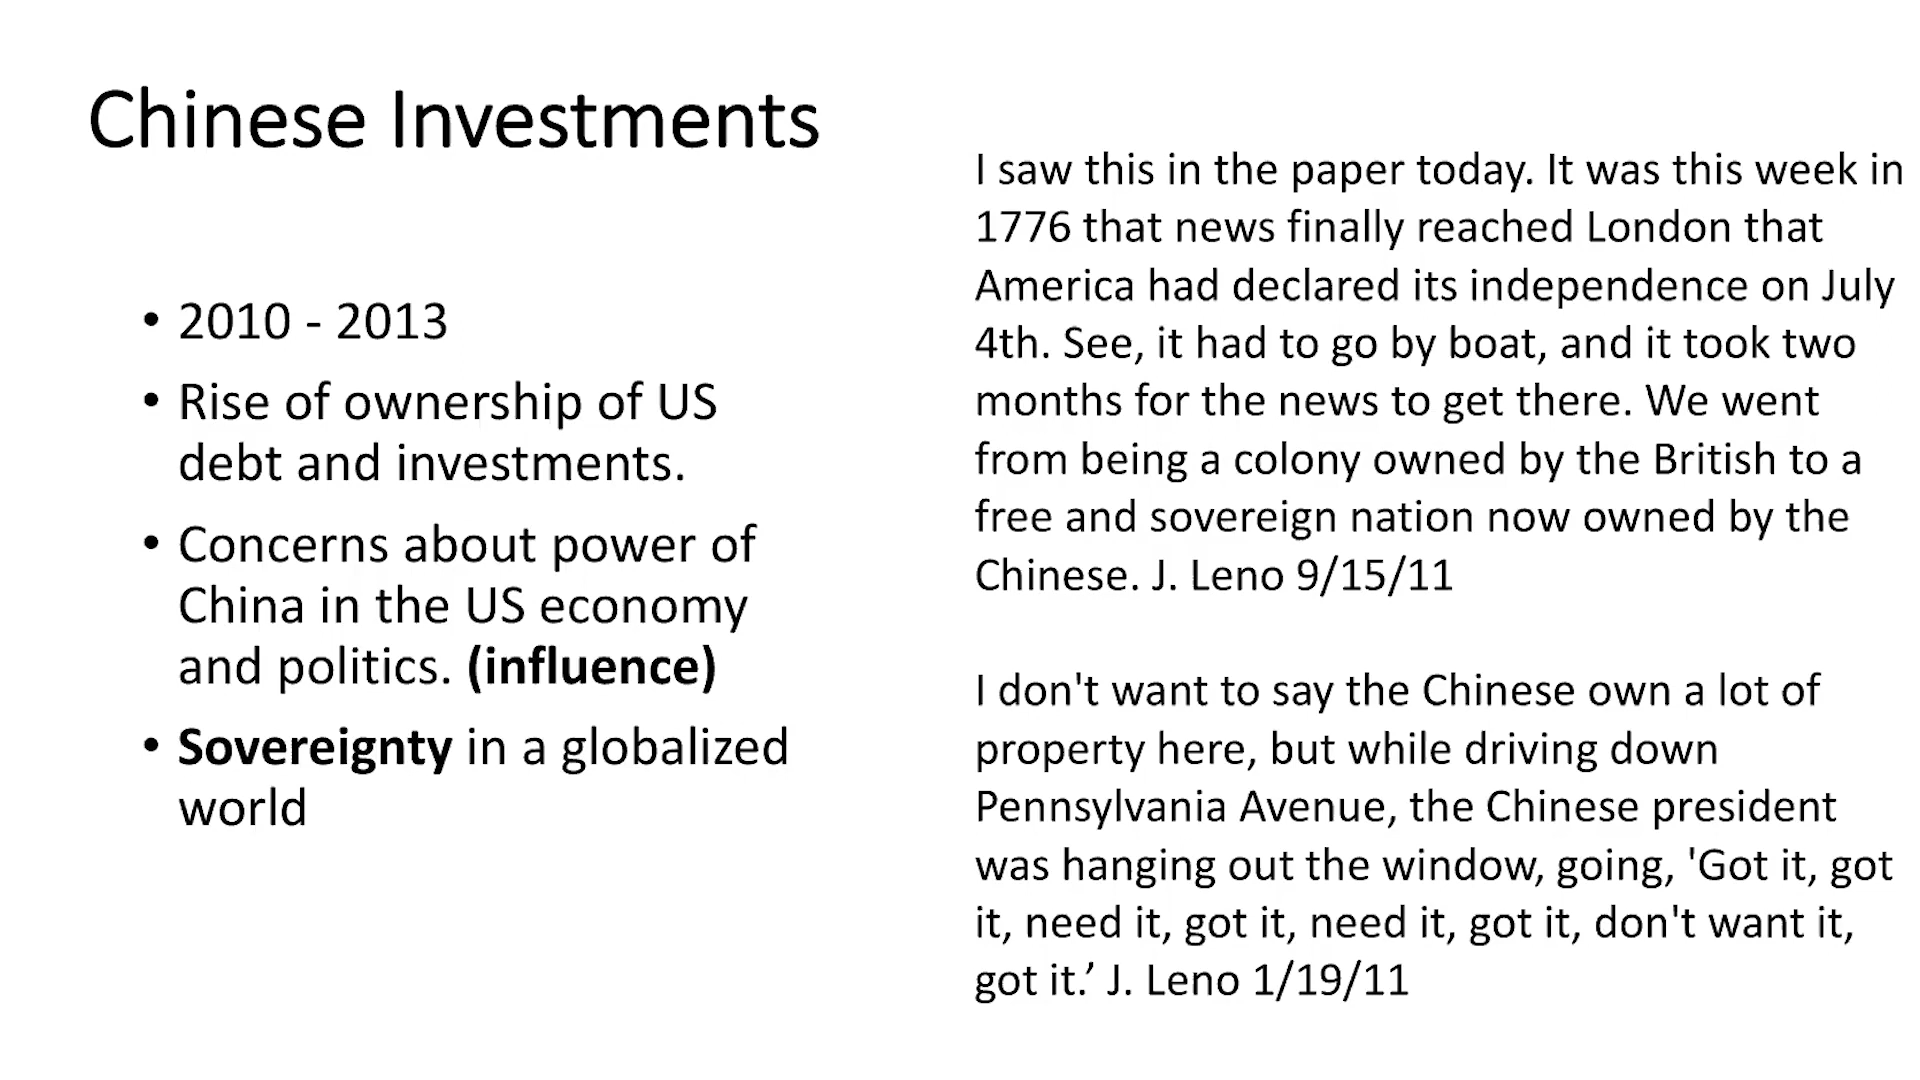 Chinese Investments
• 2010 - 2013
• Rise of ownership of US
debt and investments.
• Concerns about power of
China in the US economy
and politics. (influence)
• Sovereignty in a globalized
world
I saw this in the paper today. It was this week in
1776 that news finally reached London that
America had declared its independence on July
4th. See, it had to go by boat, and it took two
months for the news to get there. We went
from being a colony owned by the British to a
free and sovereign nation now owned by the
Chinese. J. Leno 9/15/11
I don't want to say the Chinese own a lot of
property here, but while driving down
Pennsylvania Avenue, the Chinese president
was hanging out the window, going, 'Got it, got
it, need it, got it, need it, got it, don't want it,
got it.’ J. Leno 1/19/11